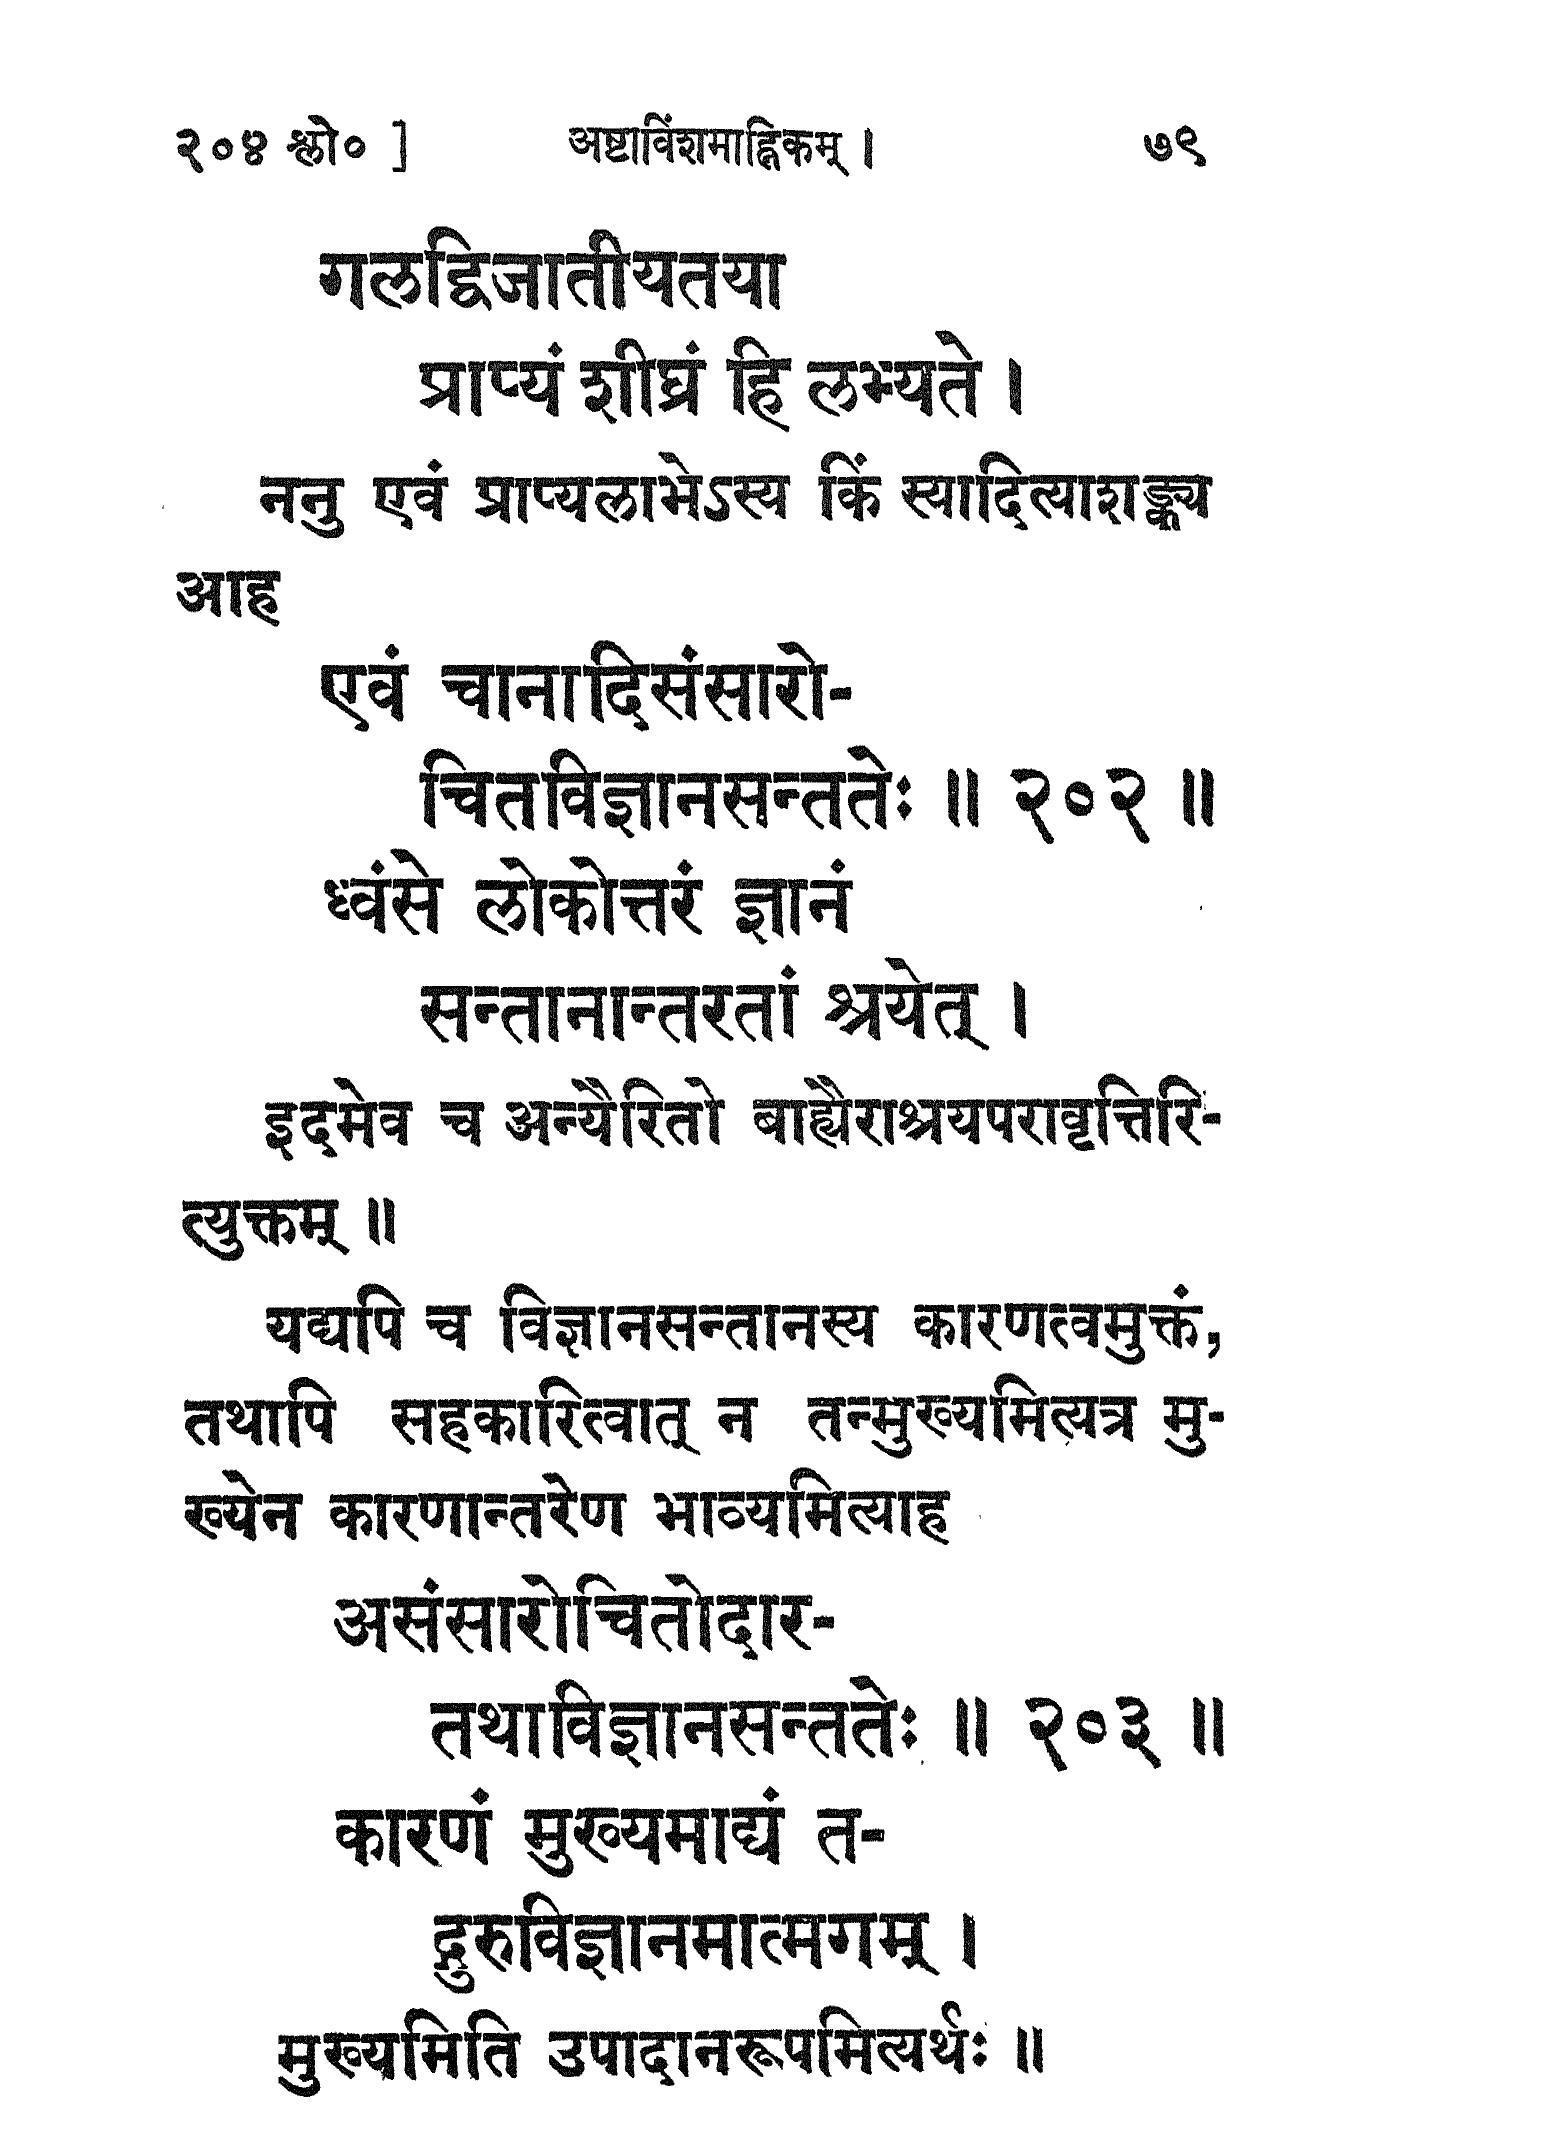 २०४ श्लो० ] अष्टाविंशमाह्निकम् । ७९
गलद्विजातीयतया
प्राप्यं शीघ्रं हि लभ्यते ।
ननु एवं प्राप्यलाभेऽस्य किं स्यादित्याशङ्क्य
आह
एवं चानादिसंसारो-
चितविज्ञानसन्ततेः ॥ २०२ ॥
ध्वंसे लोकोत्तरं ज्ञानं
सन्तानान्तरतां श्रयेत् ।
इदमेव च अन्यैरितो बाह्यैराश्रयपरावृत्तिरि-
त्युक्तम् ॥
यद्यपि च विज्ञानसन्तानस्य कारणत्वमुक्तं,
तथापि सहकारित्वात् न तन्मुख्यमित्यत्र मु-
ख्येन कारणान्तरेण भाव्यमित्याह
असंसारोचितोदार-
तथाविज्ञानसन्ततेः ॥ २०३ ॥
कारणं मुख्यमाद्यं त-
द्गुरुविज्ञानमात्मगम् ।
मुख्यमिति उपादानरूपमित्यर्थः ॥